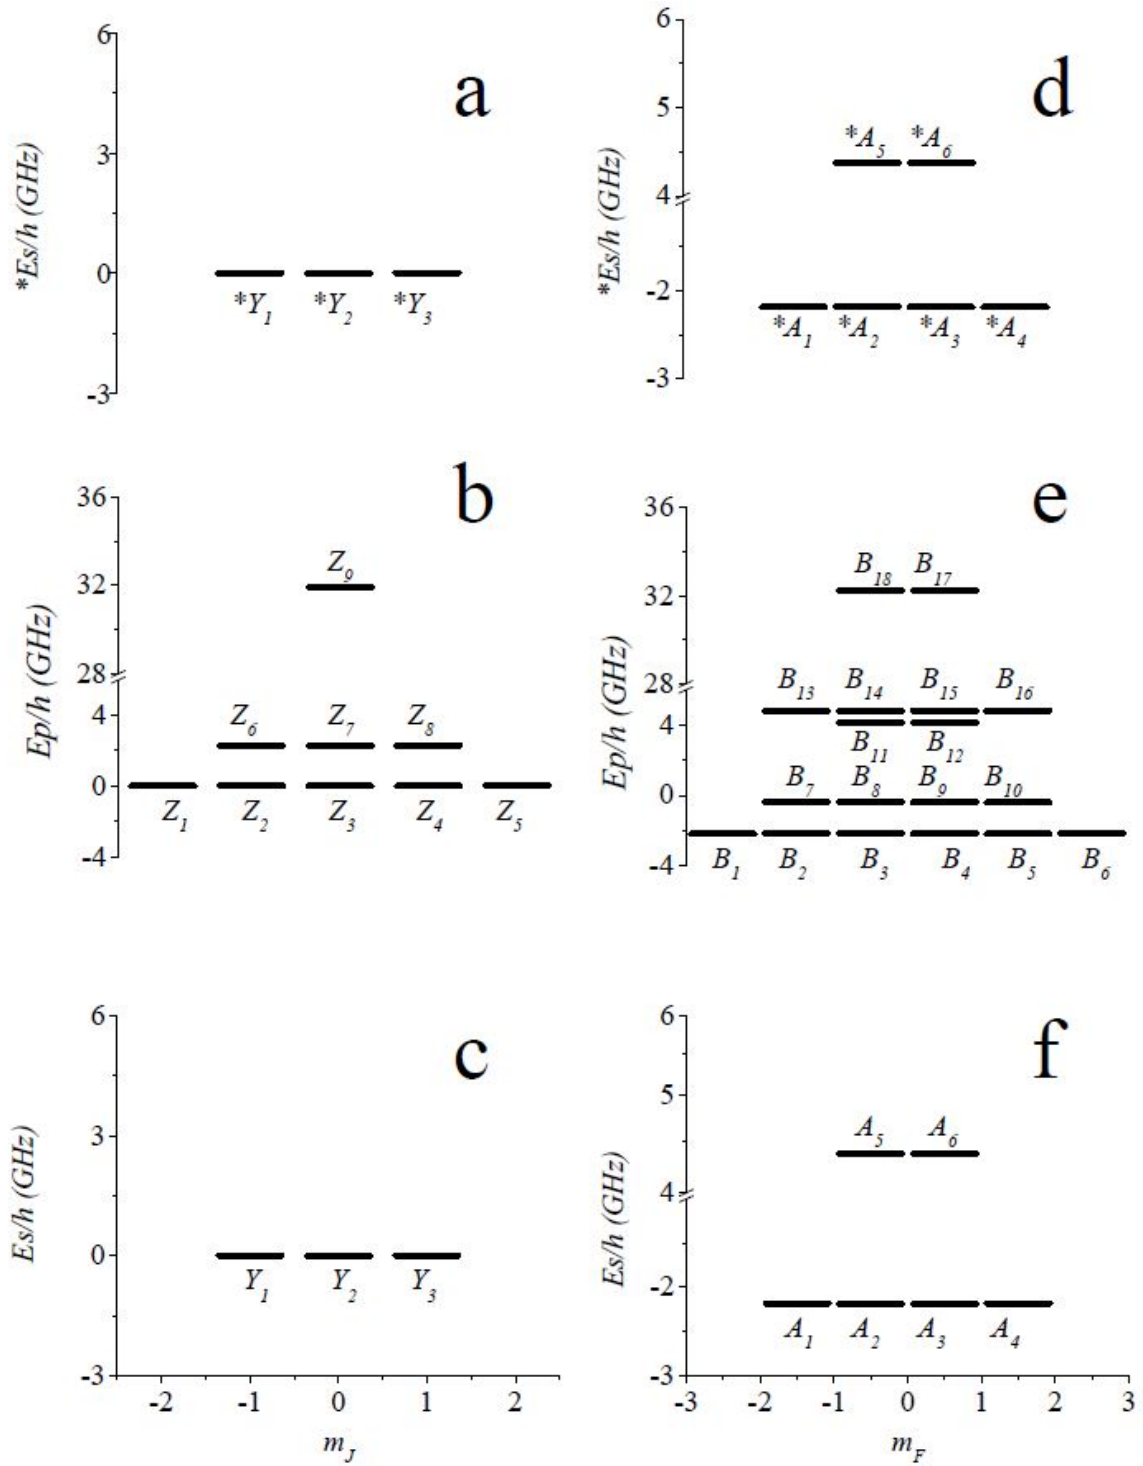 a
*Es/h (GHz)
6
3
0
-3
*Y1 *Y2 *Y3
d
*Es/h (GHz)
6
5
4
-2
-3
*A5 *A6
*A1 *A2 *A3 *A4
b
Ep/h (GHz)
36
32
28
4
0
-4
Z9
Z6 Z7 Z8
Z1 Z2 Z3 Z4 Z5
e
Ep/h (GHz)
36
32
28
4
0
-4
B18 B17
B13 B14 B15 B16
B11 B12
B7 B8 B9 B10
B1 B2 B3 B4 B5 B6
c
Es/h (GHz)
6
3
0
-3
Y1 Y2 Y3
-2 -1 0 1 2
mJ
f
Es/h (GHz)
6
5
4
-2
-3
A5 A6
A1 A2 A3 A4
-3 -2 -1 0 1 2 3
mF